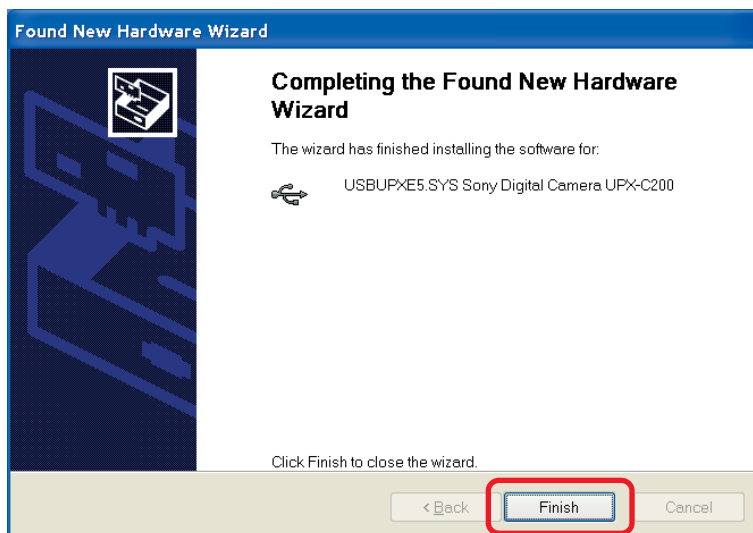 Found New Hardware Wizard
Completing the Found New Hardware
Wizard
The wizard has finished installing the software for:
USBUPXE5.SYS Sony Digital Camera UPX-C200
Click Finish to close the wizard.
< Back Finish Cancel